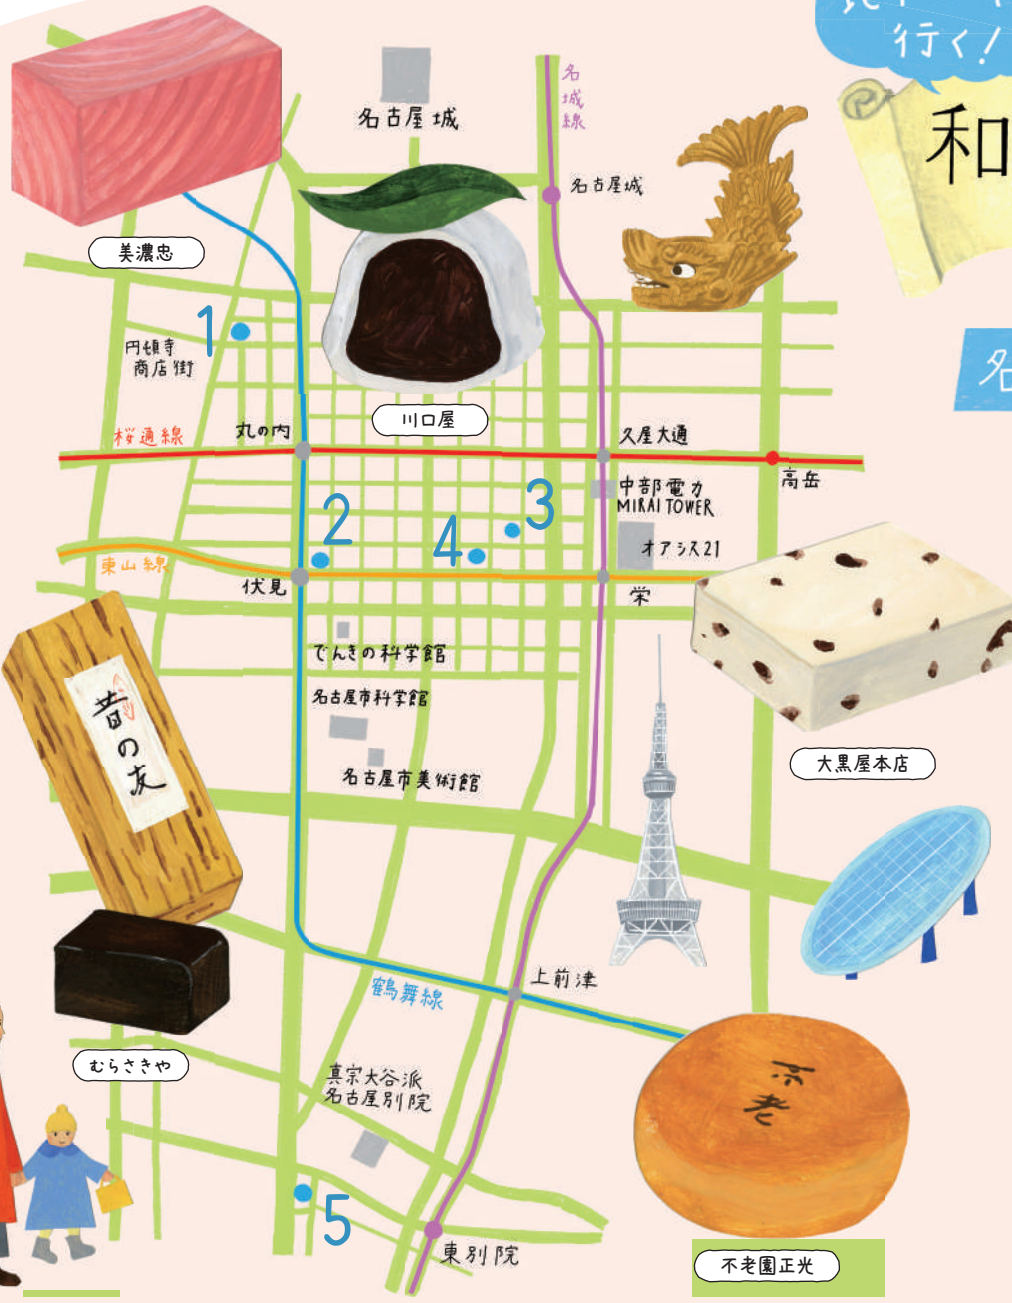 行く!
和
名
名城線
名古屋城
名古屋城
美濃忠
1
円頓寺
商店街
川口屋
桜通線
丸の内
久屋大通
高岳
中部電力
MIRAI TOWER
2
3
4
オアシス21
東山線
伏見
栄
でんきの科学館
名古屋市科学館
名古屋市美術館
昔の友
大黒屋本店
上前津
鶴舞線
むらさきや
真宗大谷派
名古屋別院
不老
5
東別院
不老園正光